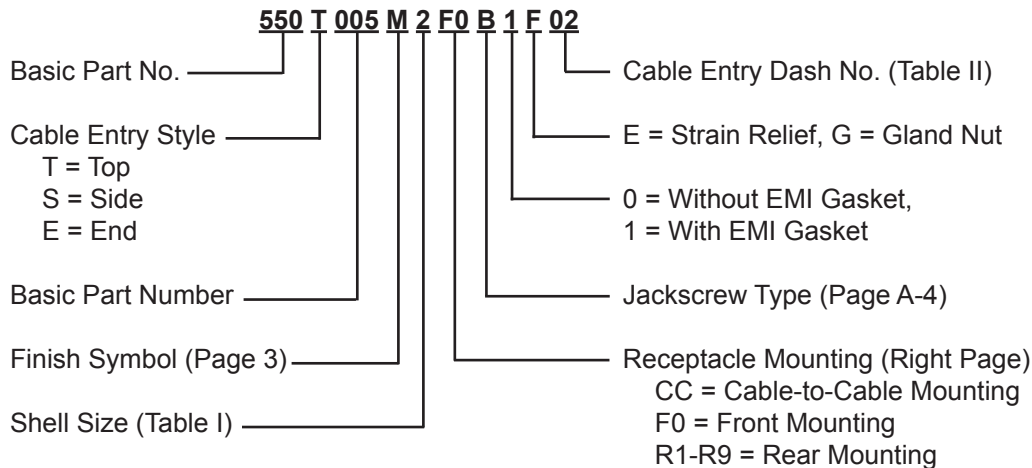 550 T 005 M 2 F0 B 1 F 02
Basic Part No.
Cable Entry Style
T = Top
S = Side
E = End
Basic Part Number
Finish Symbol (Page 3)
Shell Size (Table I)
Cable Entry Dash No. (Table II)
E = Strain Relief, G = Gland Nut
0 = Without EMI Gasket,
1 = With EMI Gasket
Jackscrew Type (Page A-4)
Receptacle Mounting (Right Page)
CC = Cable-to-Cable Mounting
F0 = Front Mounting
R1-R9 = Rear Mounting